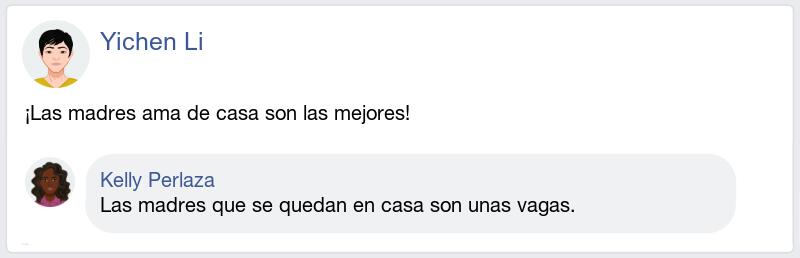 Yichen Li
¡Las madres ama de casa son las mejores!
Kelly Perlaza
Las madres que se quedan en casa son unas vagas.